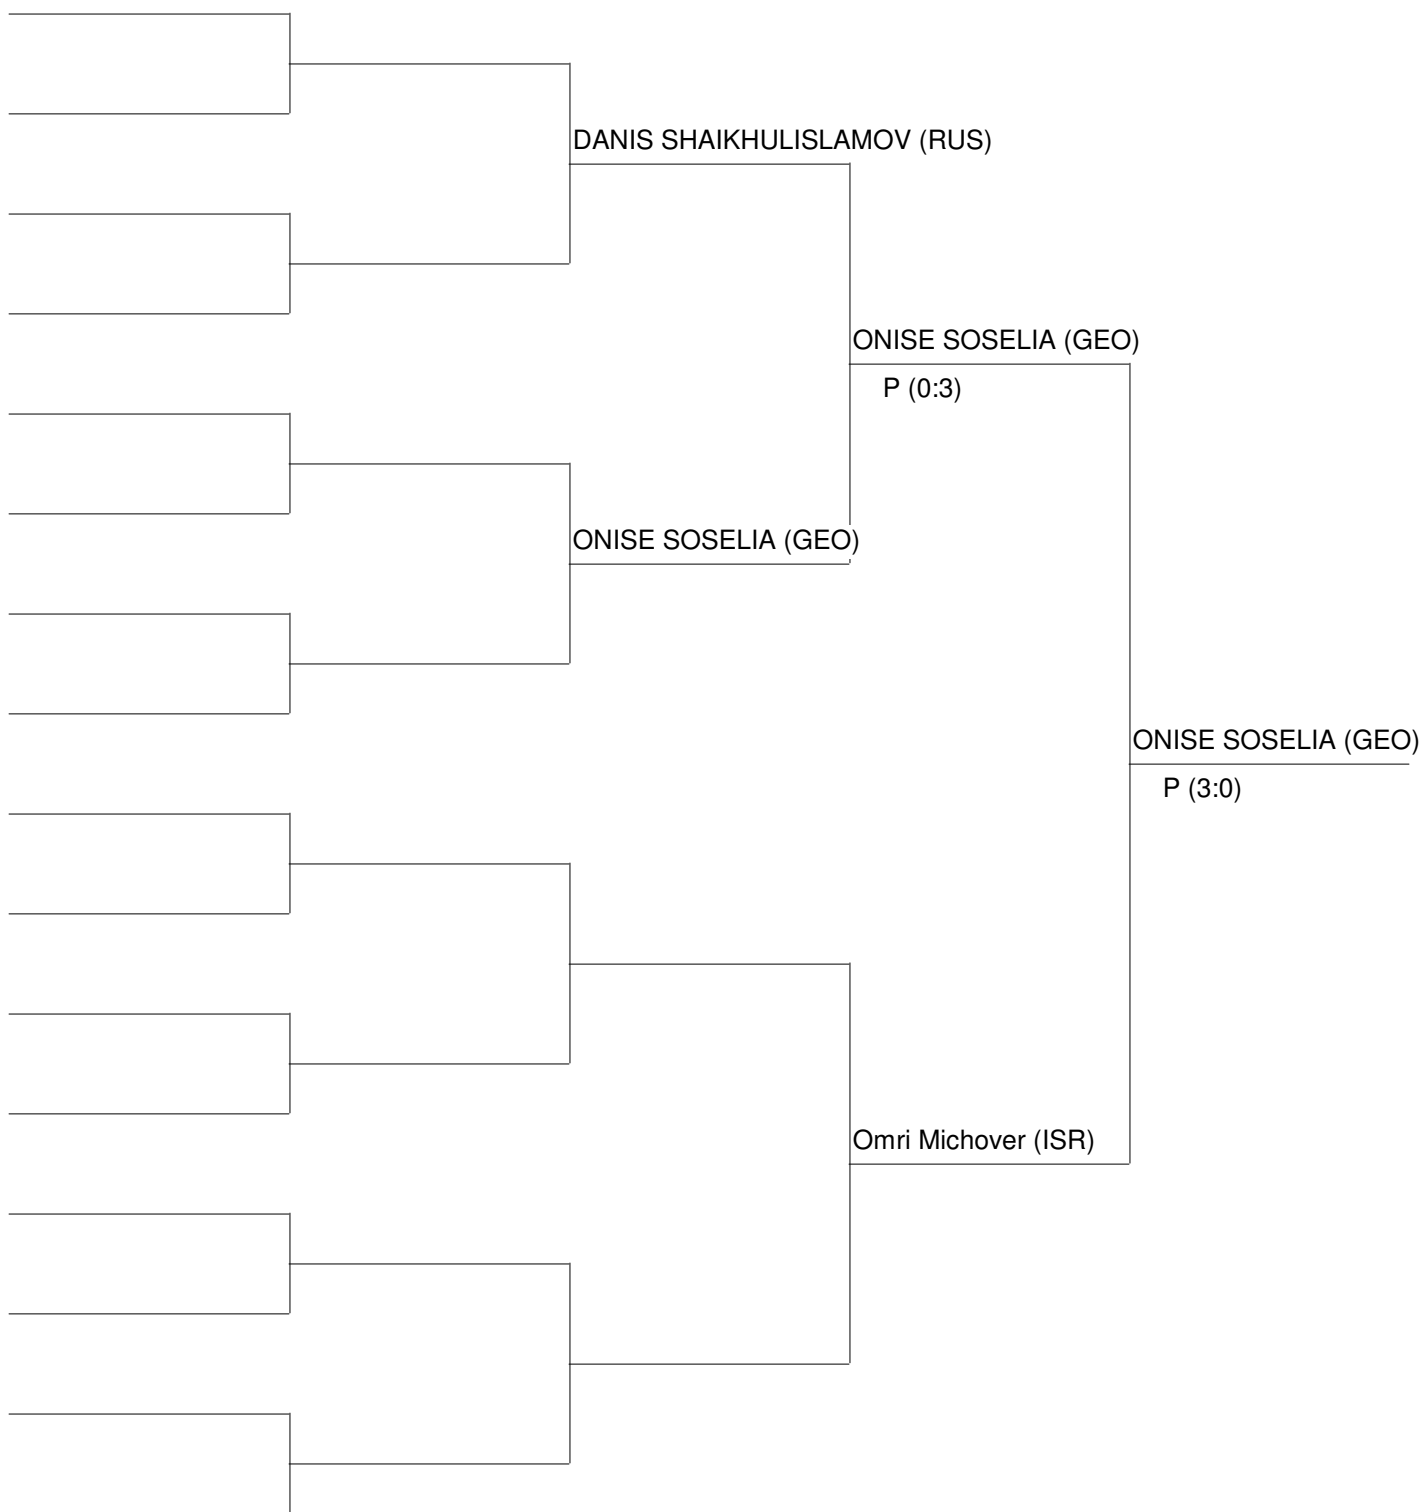 DANIS SHAIKHULISLAMOV (RUS)
ONISE SOSELIA (GEO)
P (0:3)
ONISE SOSELIA (GEO)
ONISE SOSELIA (GEO)
P (3:0)
Omri Michover (ISR)